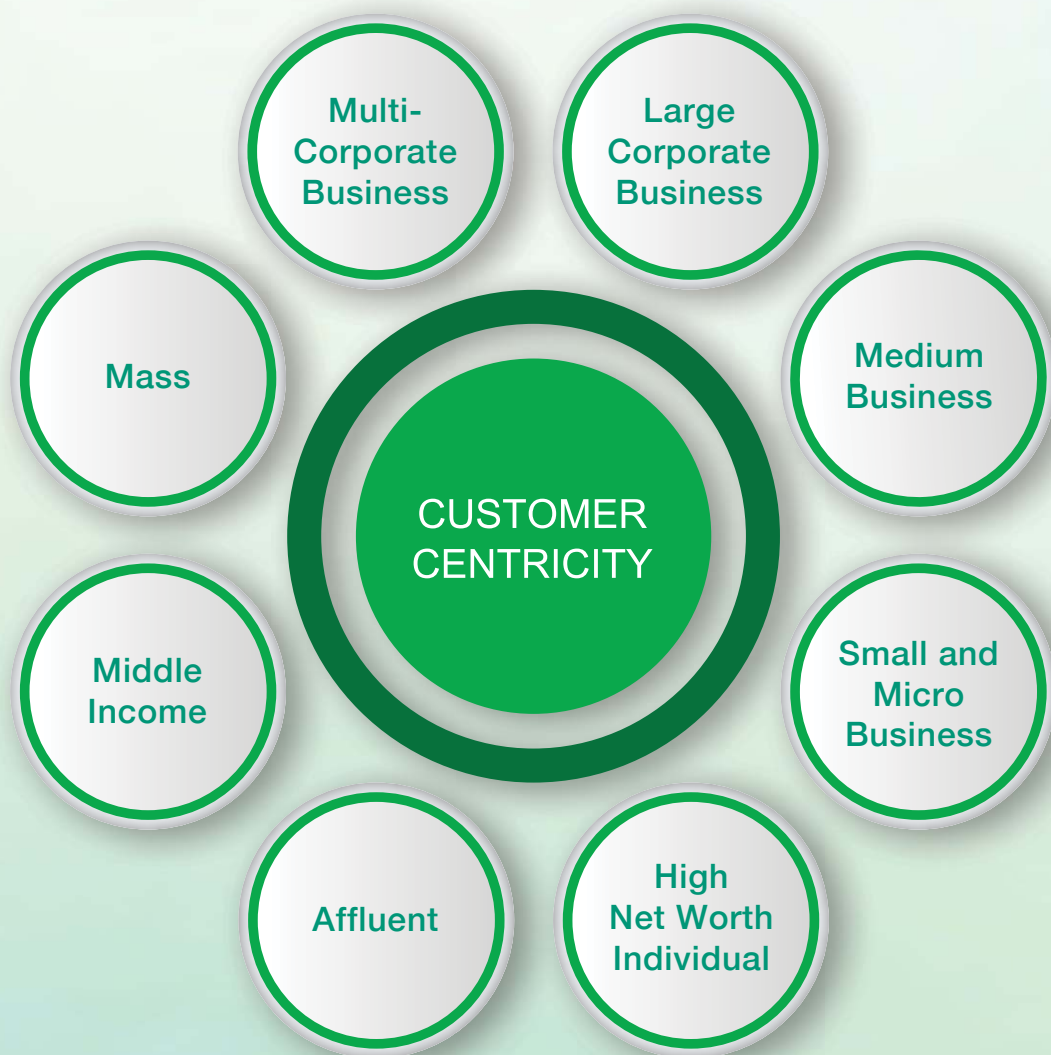 Multi-
Corporate
Business
Large
Corporate
Business
Mass
Medium
Business
CUSTOMER
CENTRICITY
Middle
Income
Small and
Micro
Business
Affluent
High
Net Worth
Individual